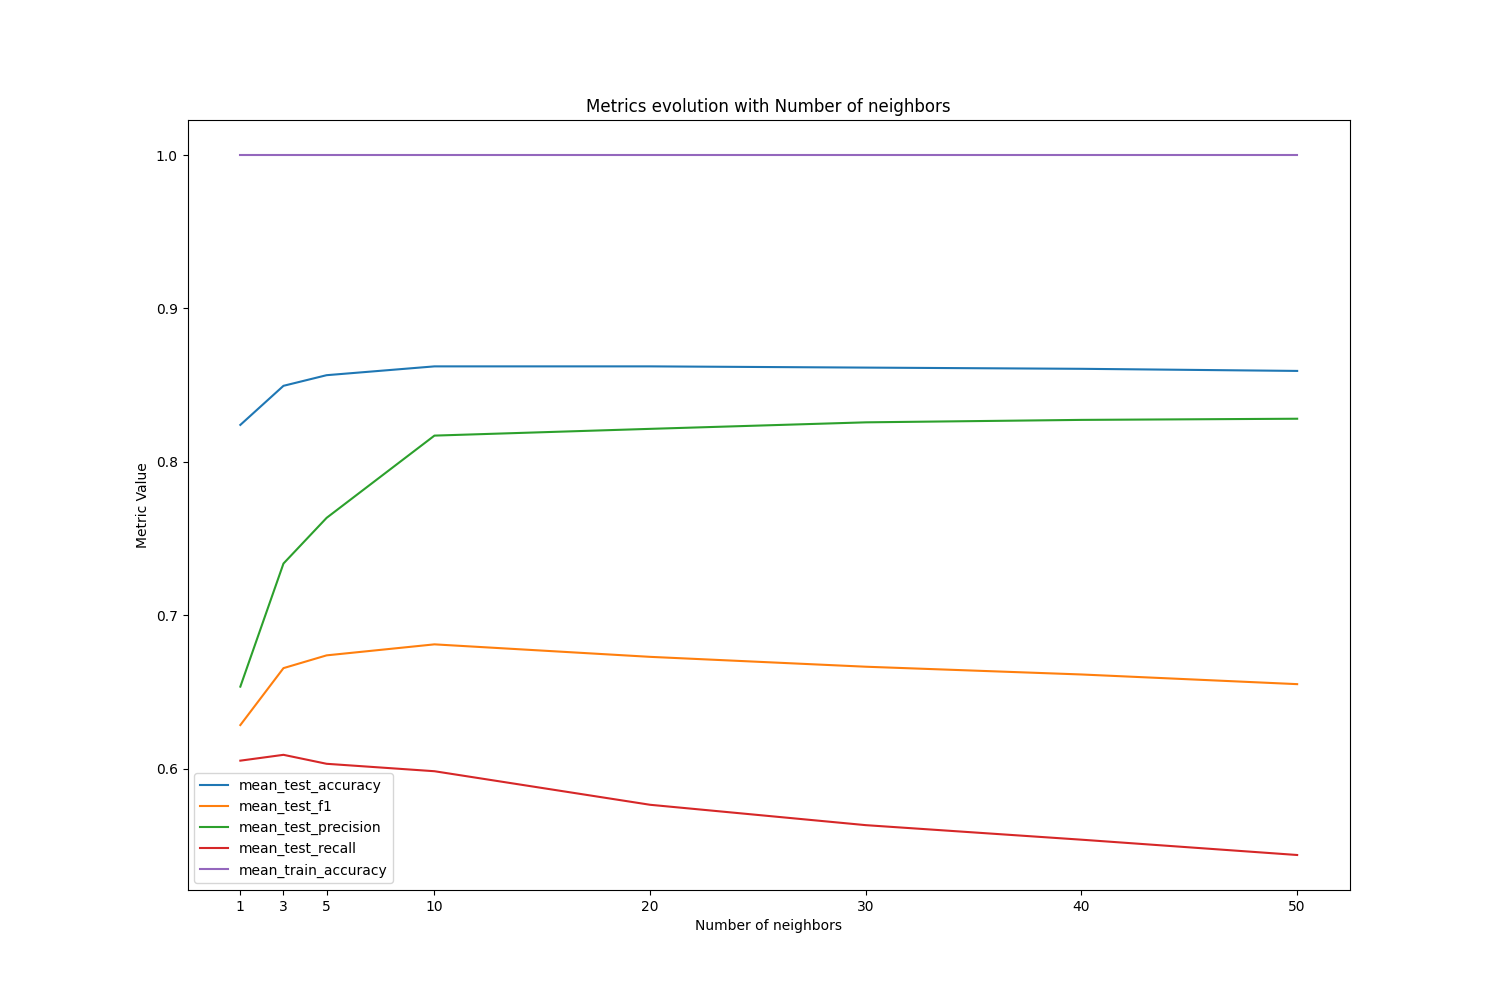 Metrics evolution with Number of neighbors
1.0
0.9
0.8
0.7
0.6
Metric Value
mean_test_accuracy
mean_test_f1
mean_test_precision
mean_test_recall
mean_train_accuracy
1 3 5 10 20 30 40 50
Number of neighbors